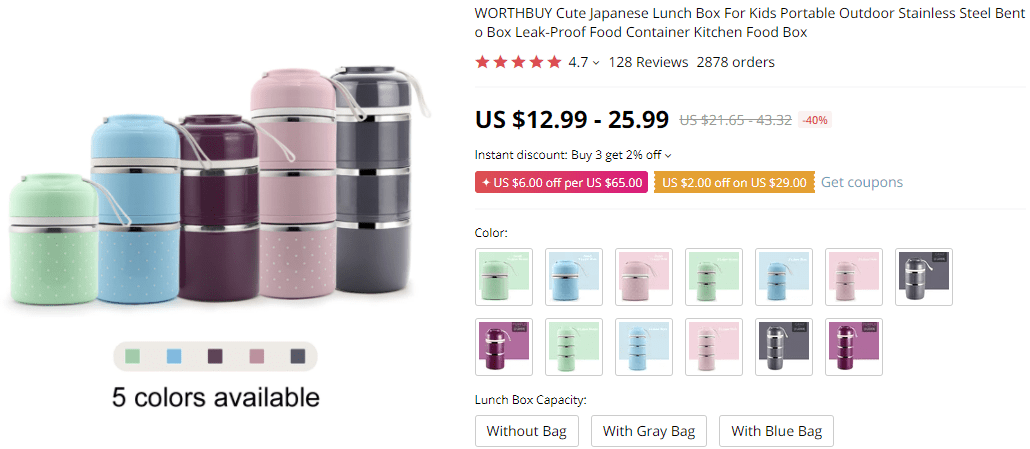 WORTHBUY Cute Japanese Lunch Box For Kids Portable Outdoor Stainless Steel Bent
o Box Leak-Proof Food Container Kitchen Food Box
4.7 128 Reviews 2878 orders
US $12.99 - 25.99 US $21.65 - 43.32 -40%
Instant discount: Buy 3 get 2% off
US $6.00 off per US $65.00 US $2.00 off on US $29.00 Get coupons
Color:
5 colors available
Lunch Box Capacity:
Without Bag With Gray Bag With Blue Bag